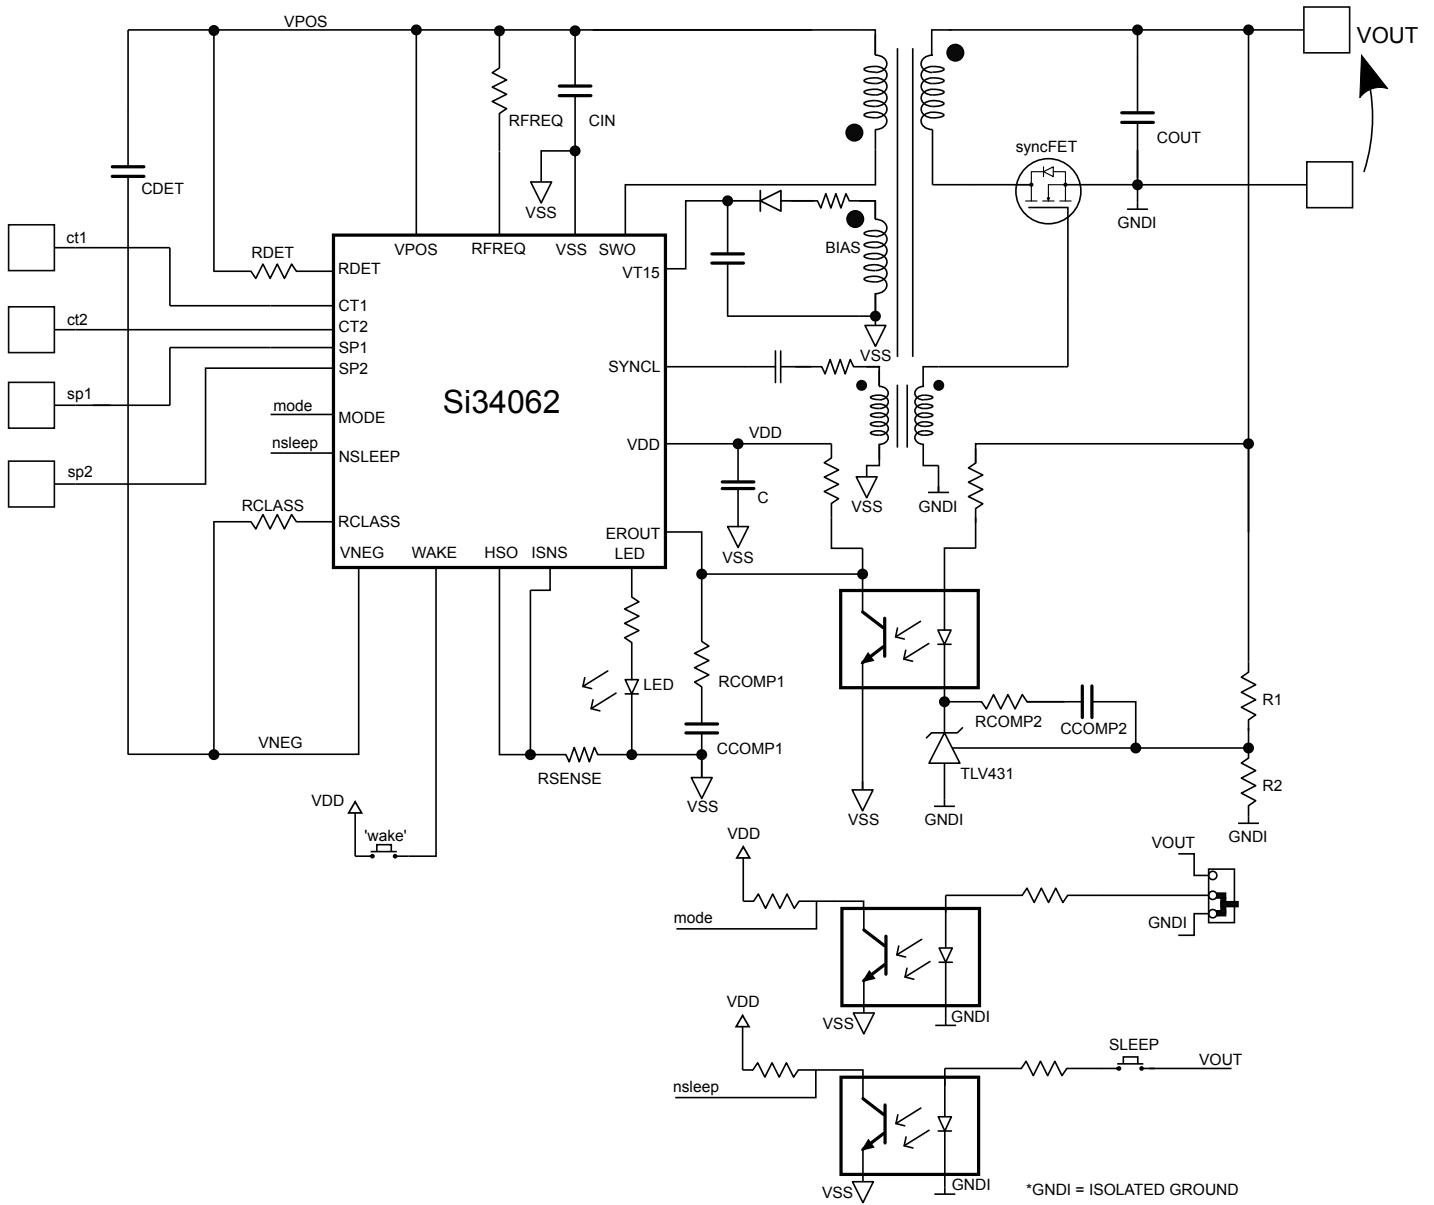 VPOS
VOUT
RFREQ
CIN
COUT
syncFET
CDET
VSS
GNDI
ct1
RDET
VPOS
RFREQ
VSS
SWO
BIAS
RDET
VT15
CT1
ct2
CT2
SP1
VSS
SP2
SYNCL
sp1
Si34062
mode
MODE
nsleep
NSLEEP
VDD
VDD
sp2
C
VSS
GNDI
RCLASS
RCLASS
EROUT
VSS
VNEG
WAKE
HSO
ISNS
LED
LED
RCOMP1
R1
RCOMP2
CCOMP2
VNEG
CCOMP1
RSENSE
TLV431
R2
VSS
VDD
VSS
GNDI
GNDI
'wake'
VDD
VOUT
mode
GNDI
VDD
VSS
GNDI
SLEEP
VOUT
nsleep
VSS
GNDI
*GNDI = ISOLATED GROUND